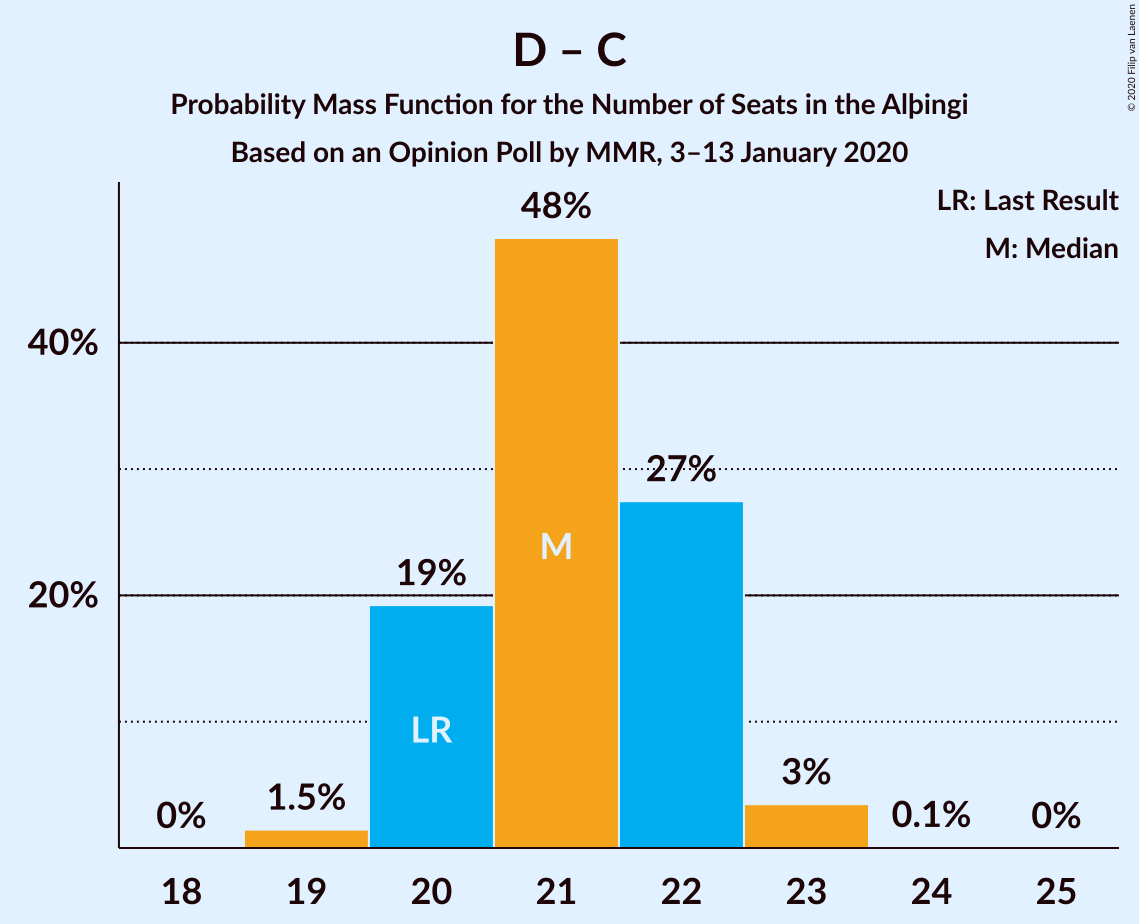 D – C
Probability Mass Function for the Number of Seats in the Alþingi
Based on an Opinion Poll by MMR, 3–13 January 2020
© 2020 Filip van Laenen
LR: Last Result
M: Median
48%
40%
27%
M
19%
20%
LR
3%
1.5%
0%
0.1%
0%
18 19 20 21 22 23 24 25